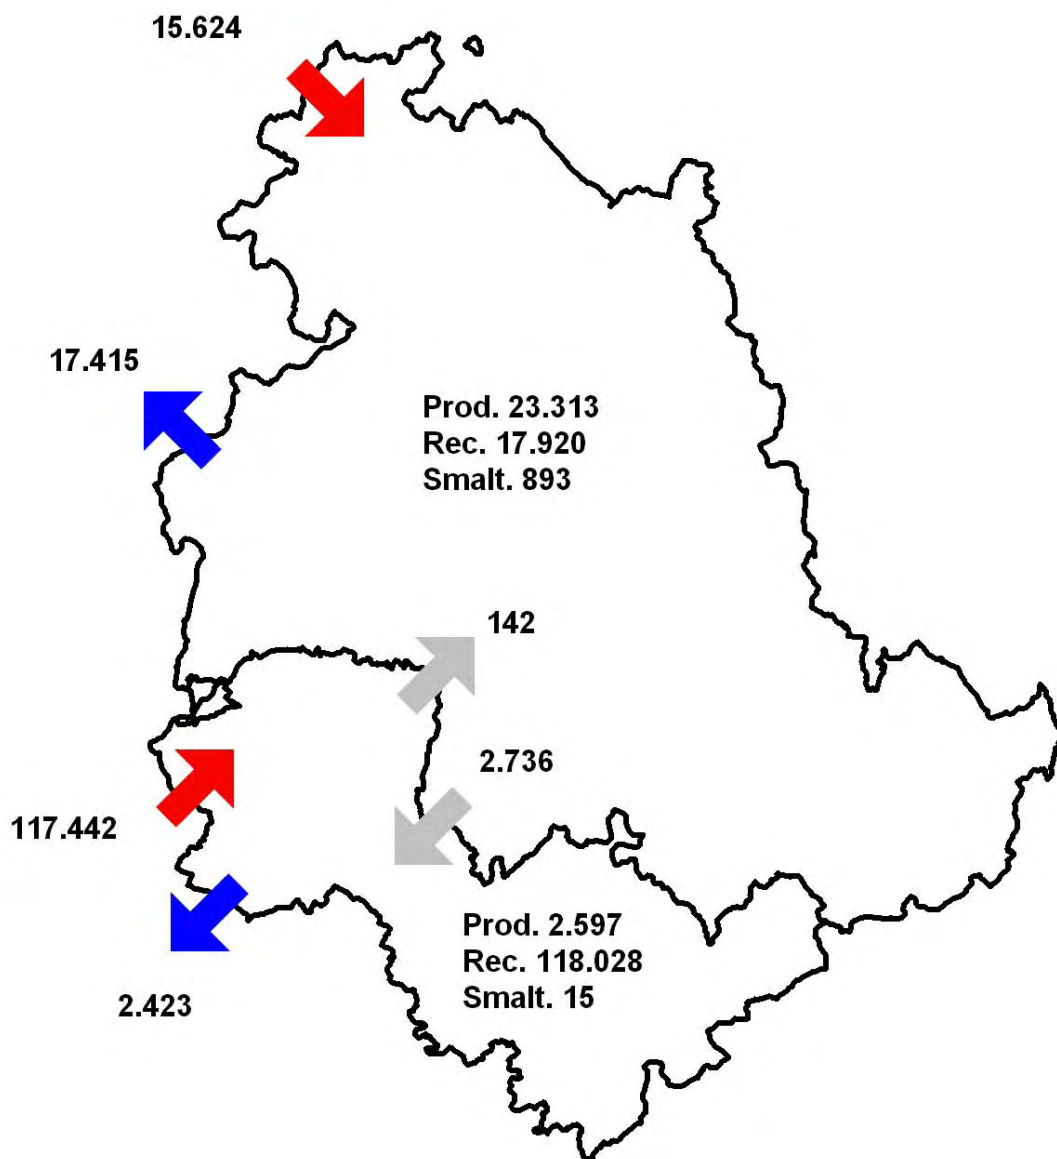 15.624
17.415
Prod. 23.313
Rec. 17.920
Smalt. 893
142
2.736
117.442
Prod. 2.597
Rec. 118.028
Smalt. 15
2.423